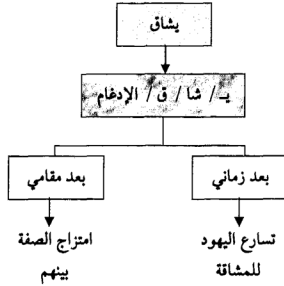 يشاق
يـ / شا / ق / الإدغام
بعد زماني
بعد مقامي
تسارع اليهود
للمشاقة
امتزاج الصفة
بينهم